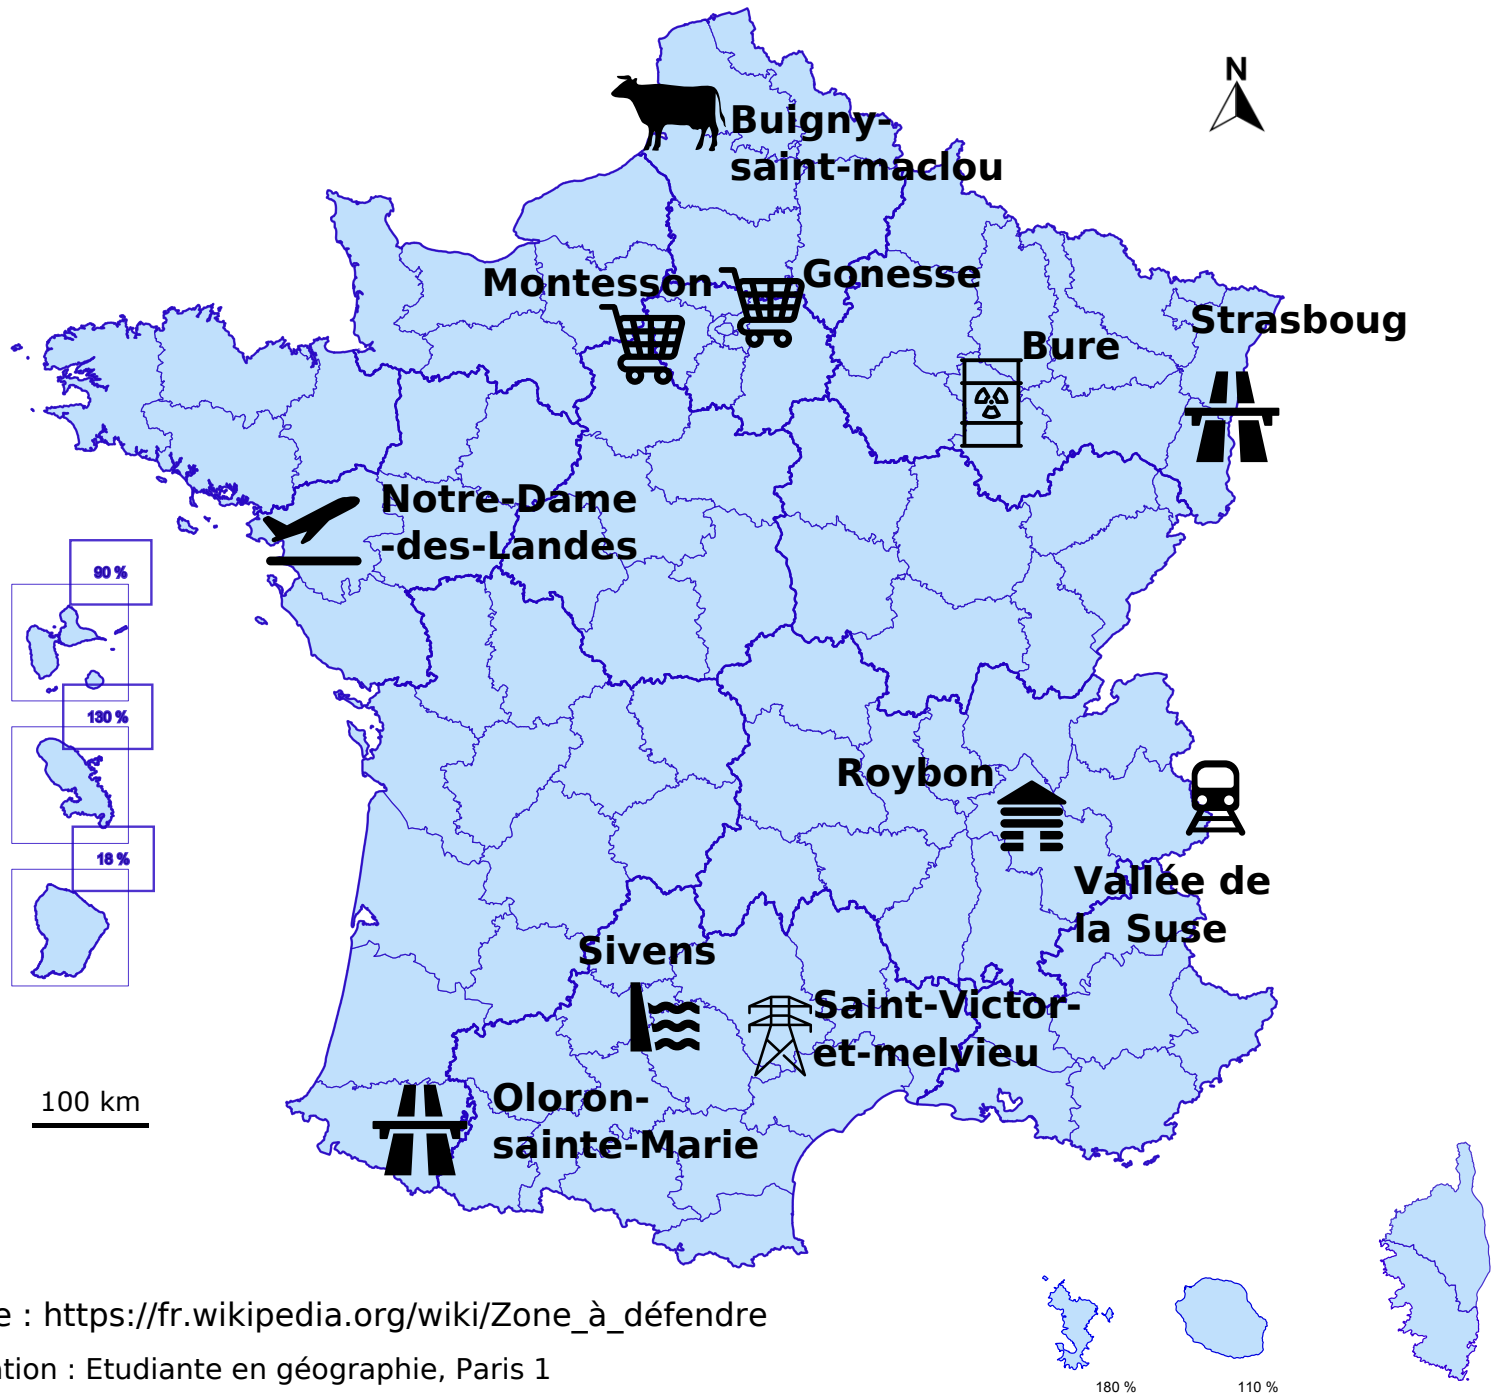 N
Buigny-
saint-maclou
Montesson
Gonesse
Strasboug
Bure
Notre-Dame
-des-Landes
90 %
130 %
18 %
Roybon
Vallée de
la Suse
Sivens
Saint-Victor-
et-melvieu
100 km
Oloron-
sainte-Marie
e : https://fr.wikipedia.org/wiki/Zone_à_défendre
tion : Etudiante en géographie, Paris 1
180 %
110 %